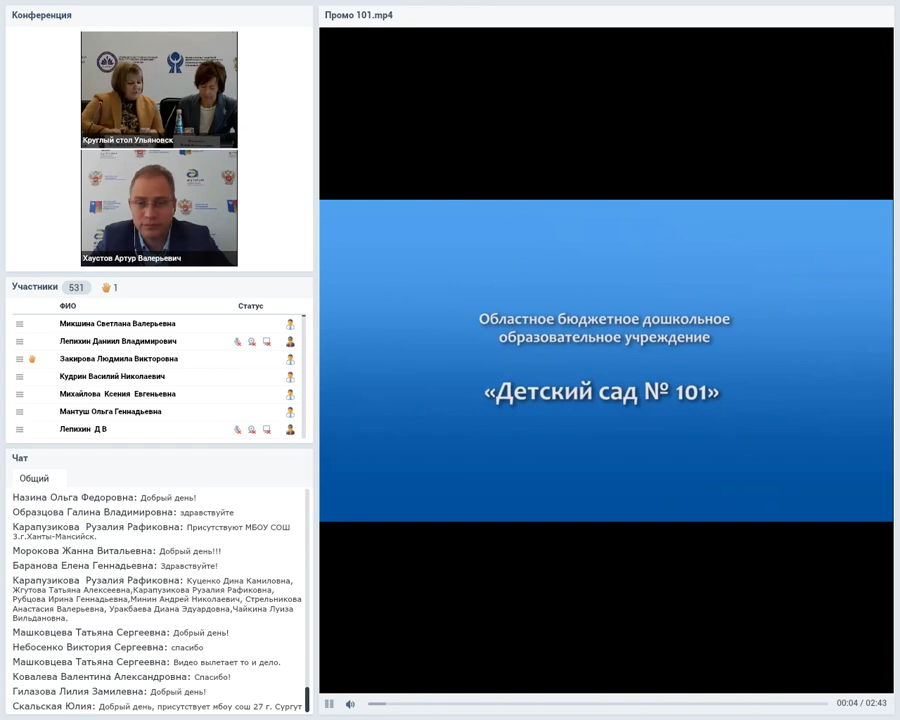 Конференция
Круглый стол Ульяновск
Хаустов Артур Валерьевич
Участники 531 1
ФИО Статус
Микшина Светлана Валерьевна
Лепихин Даниил Владимирович
Закирова Людмила Викторовна
Кудрин Василий Николаевич
Михайлова Ксения Евгеньевна
Мантуш Ольга Геннадьевна
Лепихин Д В
Чат
Общий
Назина Ольга Федоровна: Добрый день!
Образцова Галина Владимировна: здравствуйте
Карапузикова Рузалия Рафиковна: Присутствуют МБОУ СОШ
3.г.Ханты-Мансийск.
Морокова Жанна Витальевна: Добрый день!!!
Баранова Елена Геннадьевна: Здравствуйте!
Карапузикова Рузалия Рафиковна: Куценко Дина Камиловна,
Жгутова Татьяна Алексеевна,Карапузикова Рузалия Рафиковна,
Рубцова Ирина Геннадьевна,Минин Андрей Николаевич, Стрельникова
Анастасия Валерьевна, Уракбаева Диана Эдуардовна,Чайкина Луиза
Вильдановна.
Машковцева Татьяна Сергеевна: Добрый день!
Небосенко Виктория Сергеевна: спасибо
Машковцева Татьяна Сергеевна: Видео вылетает то и дело.
Ковалева Валентина Александровна: Спасибо!
Гилазова Лилия Замилевна: Добрый день!
Скальская Юлия: Добрый день, присутствует мбоу сош 27 г. Сургут
Промо 101.mp4
Областное бюджетное дошкольное
образовательное учреждение
«Детский сад № 101»
00:04 / 02:43